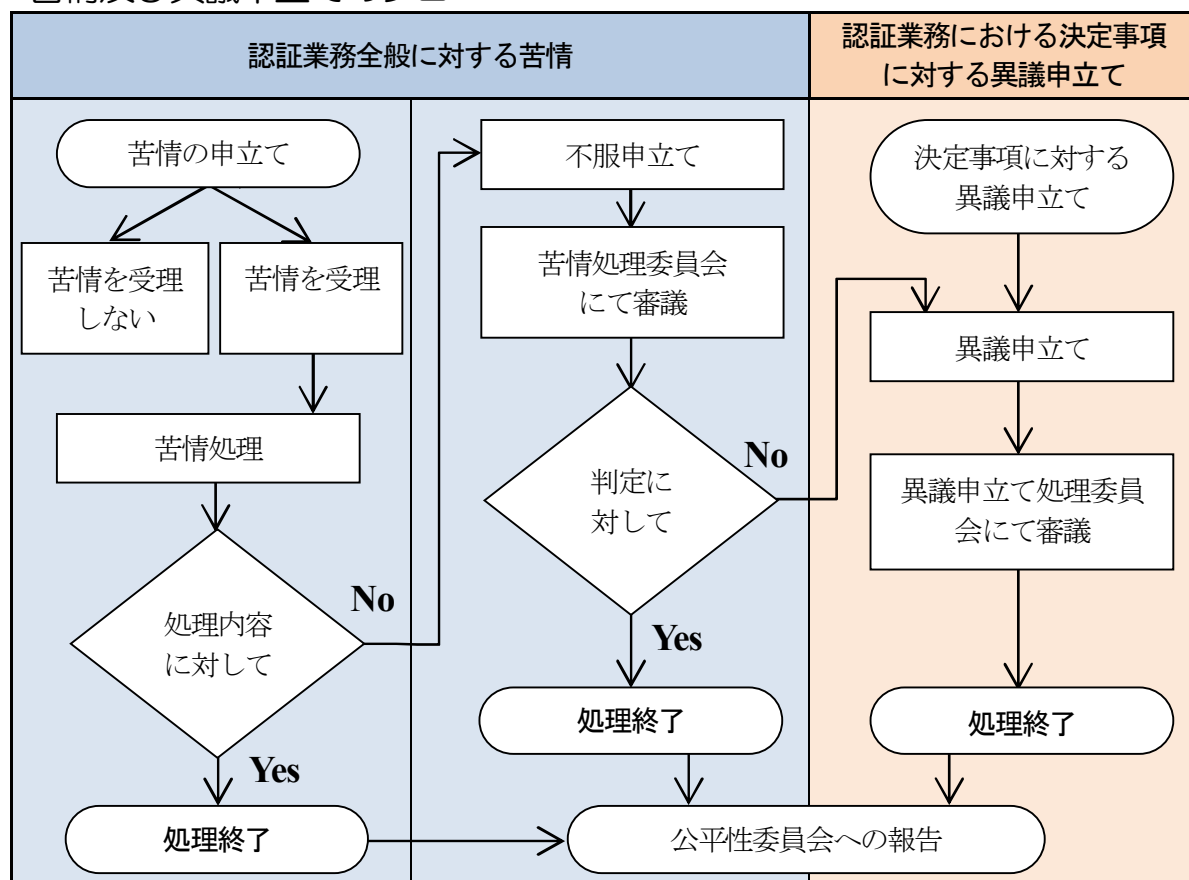 認証業務全般に対する苦情
認証業務における決定事項
に対する異議申立て
苦情の申立て
苦情を受理
しない
苦情を受理
苦情処理
処理内容
に対して
No
Yes
処理終了
不服申立て
苦情処理委員会
にて審議
判定に
対して
No
Yes
処理終了
決定事項に対する
異議申立て
異議申立て
異議申立て処理委員
会にて審議
処理終了
公平性委員会への報告